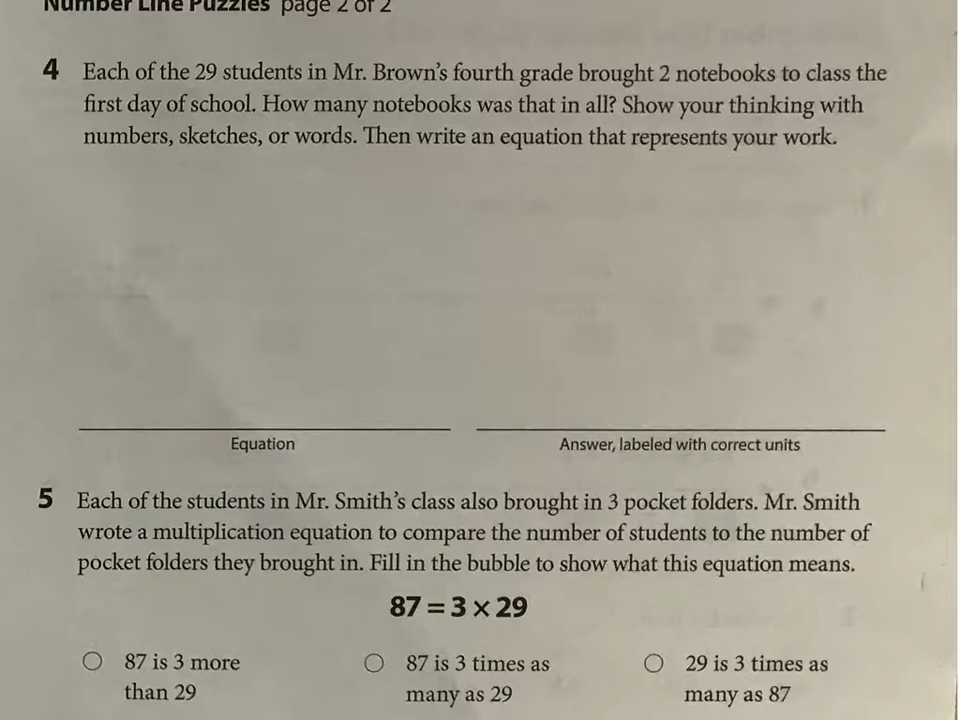 Number Line Puzzles page 2 of 2
4 Each of the 29 students in Mr. Brown's fourth grade brought 2 notebooks to class the
first day of school. How many notebooks was that in all? Show your thinking with
numbers, sketches, or words. Then write an equation that represents your work.
Equation
Answer, labeled with correct units
5 Each of the students in Mr. Smith's class also brought in 3 pocket folders. Mr. Smith
wrote a multiplication equation to compare the number of students to the number of
pocket folders they brought in. Fill in the bubble to show what this equation means.
87 = 3 × 29
87 is 3 more
than 29
87 is 3 times as
many as 29
29 is 3 times as
many as 87